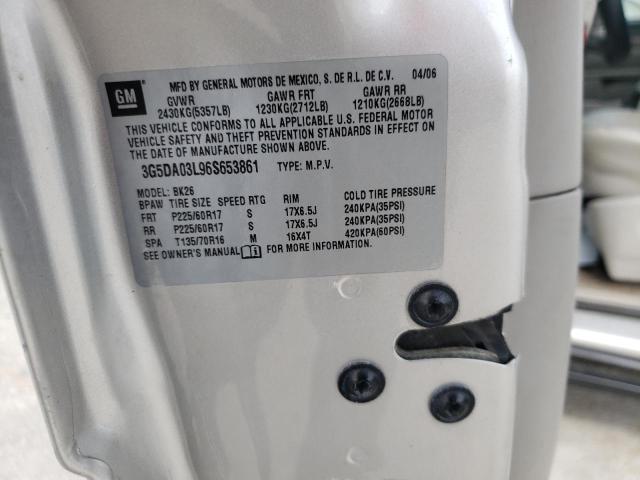 GM
MFD BY GENERAL MOTORS DE MEXICO, S. DE R.L. DE C.V. 04/06
GVWR GAWR FRT GAWR RR
2430KG(5357LB) 1230KG(2712LB) 1210KG(2668LB)
THIS VEHICLE CONFORMS TO ALL APPLICABLE U.S. FEDERAL MOTOR
VEHICLE SAFETY AND THEFT PREVENTION STANDARDS IN EFFECT ON
THE DATE OF MANUFACTURE SHOWN ABOVE.
3G5DA03L96S653861 TYPE: M.P.V.
MODEL: BK26
BPAW TIRE SIZE SPEED RTG RIM COLD TIRE PRESSURE
FRT P225/60R17 S 17X6.5J 240KPA(35PSI)
RR P225/60R17 S 17X6.5J 240KPA(35PSI)
SPA T135/70R16 M 16X4T 420KPA(60PSI)
SEE OWNER'S MANUAL FOR MORE INFORMATION.